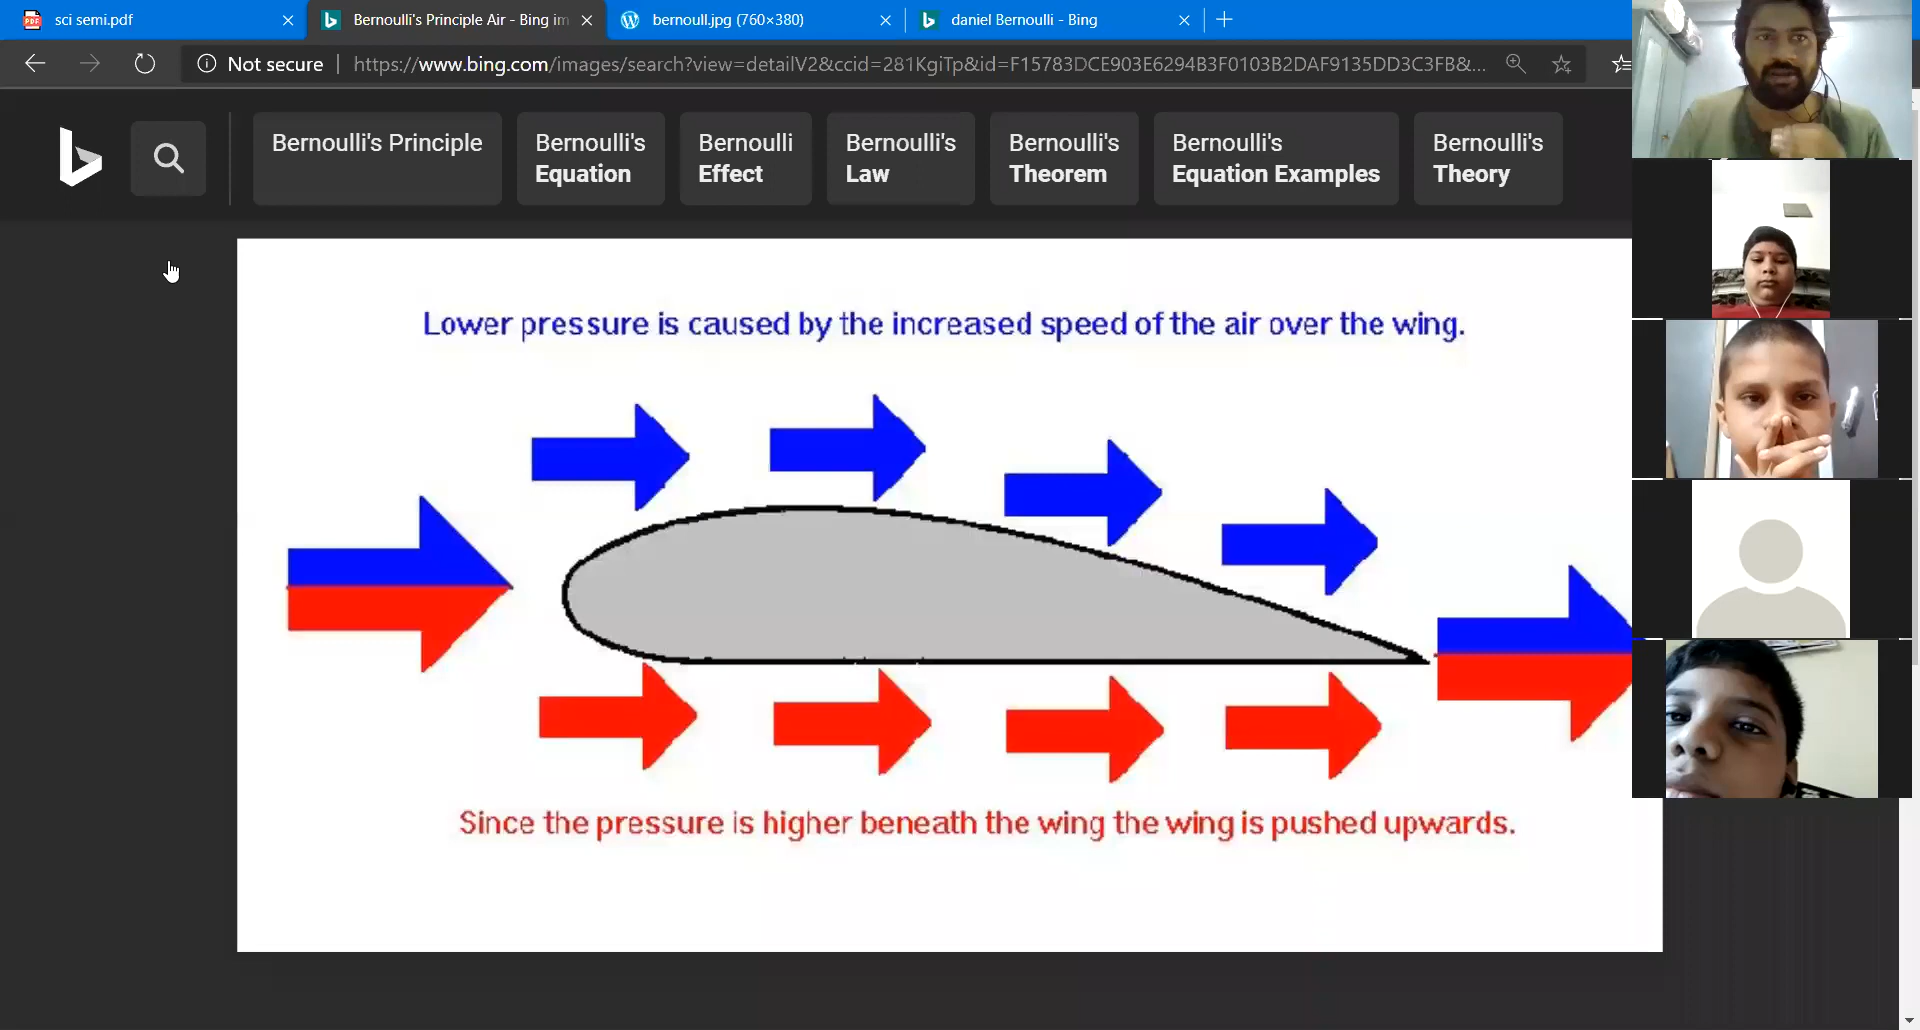 sci semi.pdf
Bernoulli's Principle Air - Bing im
bernoull.jpg (760×380)
daniel Bernoulli - Bing
Not secure
https://www.bing.com/images/search?view=detailV2&ccid=281KgiTp&id=F15783DCE903E6294B3F0103B2DAF9135DD3C3FB&...
Bernoulli's Principle
Bernoulli's
Equation
Bernoulli
Effect
Bernoulli's
Law
Bernoulli's
Theorem
Bernoulli's
Equation Examples
Bernoulli's
Theory
Lower pressure is caused by the increased speed of the air over the wing.
Since the pressure is higher beneath the wing the wing is pushed upwards.